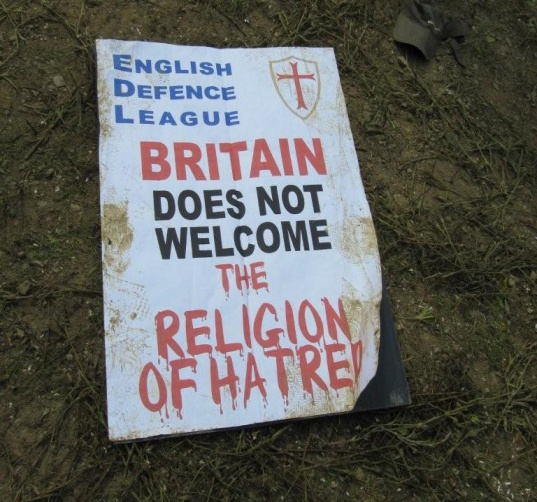 ENGLISH
DEFENCE
LEAGUE
BRITAIN
DOES NOT
WELCOME
THE
RELIGION
OF HATRED